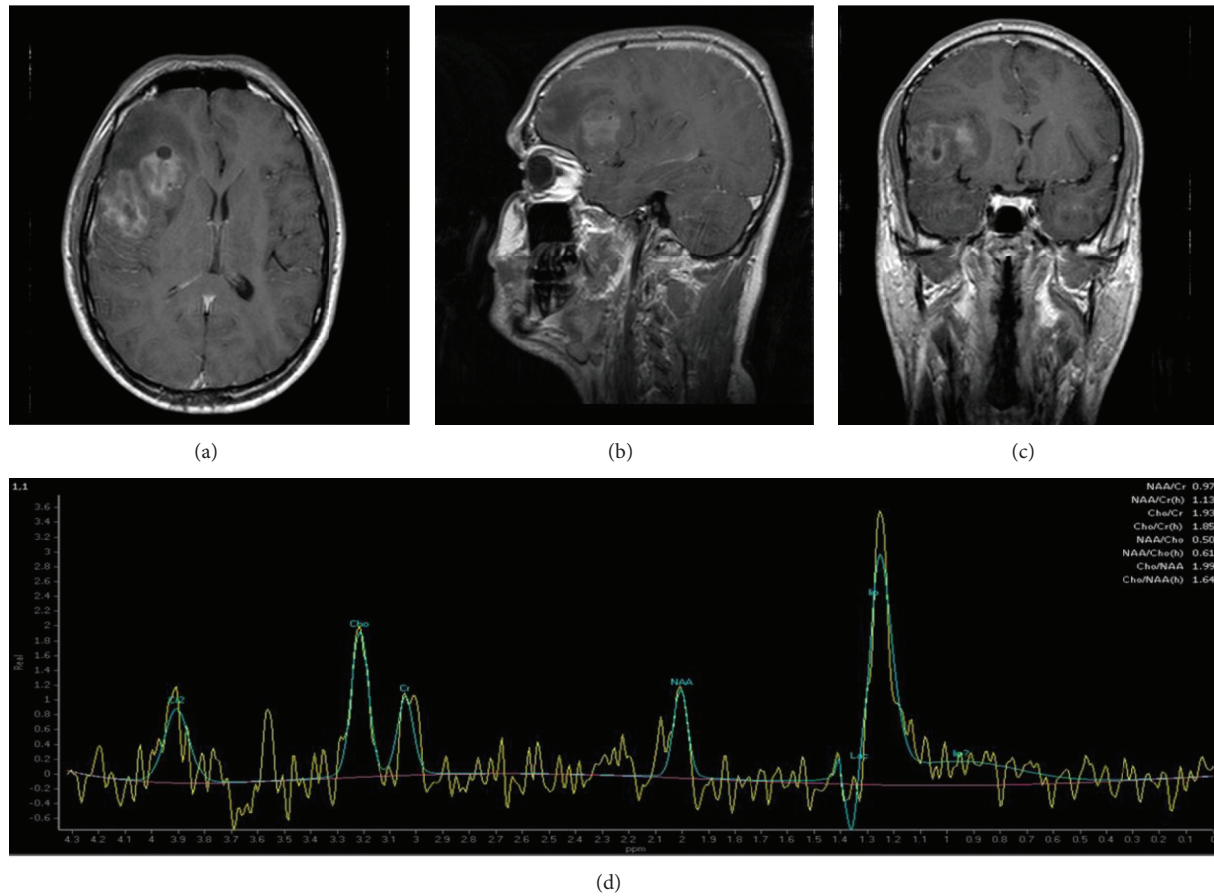 (a)
(b)
(c)
1,1
NAA/Cr 0.97
NAA/Cr(h) 1.13
Cho/Cr 1.93
Cho/Cr(h) 1.85
NAA/Cho 0.50
NAA/Cho(h) 0.61
Cho/NAA 1.99
Cho/NAA(h) 1.64
3.6
3.4
3.2
3
2.8
2.6
2.4
2.2
2
1.8
1.6
1.4
1.2
1
0.8
0.6
0.4
0.2
0
-0.2
-0.4
-0.6
Real
Cr2
Cho
Cr
NAA
Lac
4.3 4.2 4.1 4 3.9 3.8 3.7 3.6 3.5 3.4 3.3 3.2 3.1 3 2.9 2.8 2.7 2.6 2.5 2.4 2.3 2.2 2.1 2 1.9 1.8 1.7 1.6 1.5 1.4 1.3 1.2 1.1 1 0.9 0.8 0.7 0.6 0.5 0.4 0.3 0.2 0.1
ppm
(d)